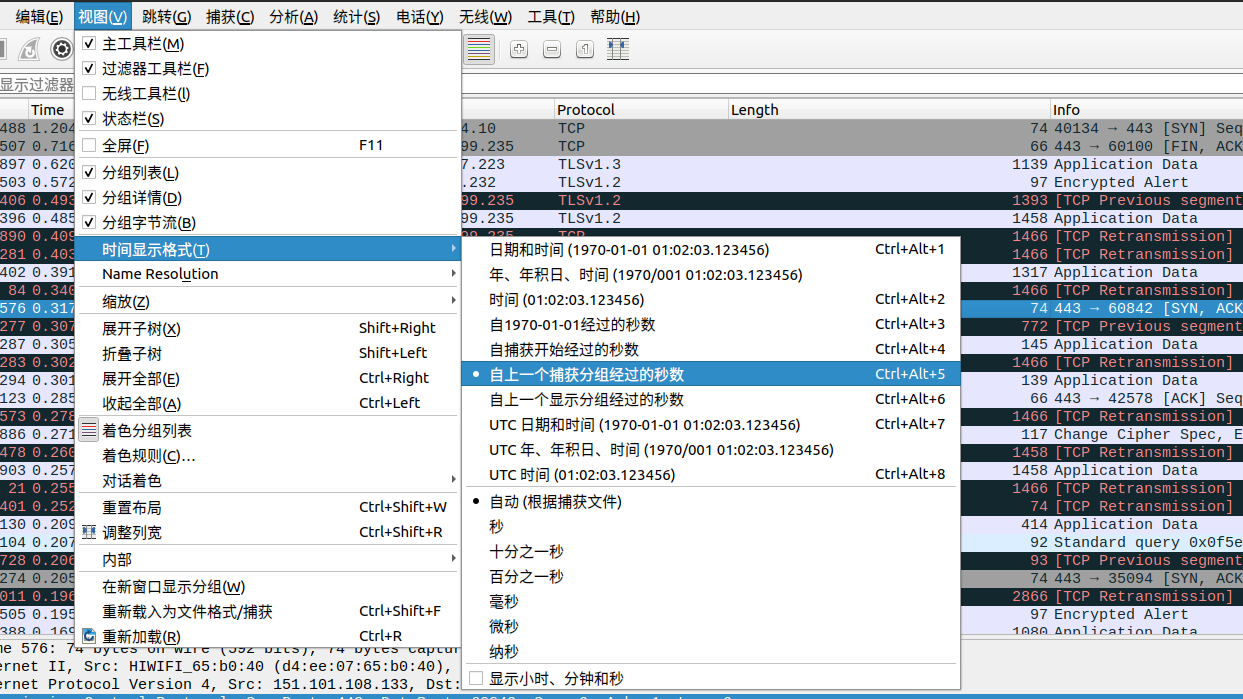 编辑(E) 视图(V) 跳转(G) 捕获(C) 分析(A) 统计(S) 电话(Y) 无线(W) 工具(T) 帮助(H)
显示过滤器
Time Protocol Length Info
主工具栏(M)
过滤器工具栏(F)
无线工具栏(l)
状态栏(S)
全屏(F) F11
分组列表(L)
分组详情(D)
分组字节流(B)
时间显示格式(T)
Name Resolution
缩放(Z)
展开子树(X) Shift+Right
折叠子树 Shift+Left
展开全部(E) Ctrl+Right
收起全部(A) Ctrl+Left
着色分组列表
着色规则(C)…
对话着色
重置布局 Ctrl+Shift+W
调整列宽 Ctrl+Shift+R
内部
在新窗口显示分组(W)
重新载入为文件格式/捕获 Ctrl+Shift+F
重新加载(R) Ctrl+R
日期和时间 (1970-01-01 01:02:03.123456) Ctrl+Alt+1
年、年积日、时间 (1970/001 01:02:03.123456)
时间 (01:02:03.123456) Ctrl+Alt+2
自1970-01-01经过的秒数 Ctrl+Alt+3
自捕获开始经过的秒数 Ctrl+Alt+4
自上一个捕获分组经过的秒数 Ctrl+Alt+5
自上一个显示分组经过的秒数 Ctrl+Alt+6
UTC 日期和时间 (1970-01-01 01:02:03.123456) Ctrl+Alt+7
UTC 年、年积日、时间 (1970/001 01:02:03.123456)
UTC 时间 (01:02:03.123456) Ctrl+Alt+8
自动 (根据捕获文件)
秒
十分之一秒
百分之一秒
毫秒
微秒
纳秒
显示小时、分钟和秒
488 1.204 4.10 TCP 74 40134 → 443 [SYN] Seq
507 0.716 99.235 TCP 66 443 → 60100 [FIN, ACK
897 0.620 7.223 TLSv1.3 1139 Application Data
503 0.572 .232 TLSv1.2 97 Encrypted Alert
406 0.493 99.235 TLSv1.2 1393 [TCP Previous segment
396 0.485 99.235 TLSv1.2 1458 Application Data
890 0.409 99.235 TLSv1.2 1466 [TCP Retransmission]
281 0.403 1466 [TCP Retransmission]
402 0.391 1317 Application Data
84 0.340 1466 [TCP Retransmission]
576 0.317 74 443 → 60842 [SYN, ACK
277 0.307 772 [TCP Previous segment
287 0.305 145 Application Data
283 0.302 1466 [TCP Retransmission]
294 0.301 139 Application Data
123 0.285 66 443 → 42578 [ACK] Seq
573 0.278 1466 [TCP Retransmission]
886 0.271 117 Change Cipher Spec, E
478 0.260 1458 [TCP Retransmission]
903 0.257 1458 Application Data
21 0.255 1466 [TCP Retransmission]
401 0.252 74 [TCP Retransmission]
130 0.209 414 Application Data
104 0.207 92 Standard query 0x0f5e
728 0.206 93 [TCP Previous segment
274 0.205 74 443 → 35094 [SYN, ACK
011 0.196 2866 [TCP Retransmission]
505 0.195 97 Encrypted Alert
388 0.169 1080 Application Data
me 576: 74 bytes on wire (592 bits), 74 bytes captur
ernet II, Src: HIWIFI_65:b0:40 (d4:ee:07:65:b0:40),
ernet Protocol Version 4, Src: 151.101.108.133, Dst: